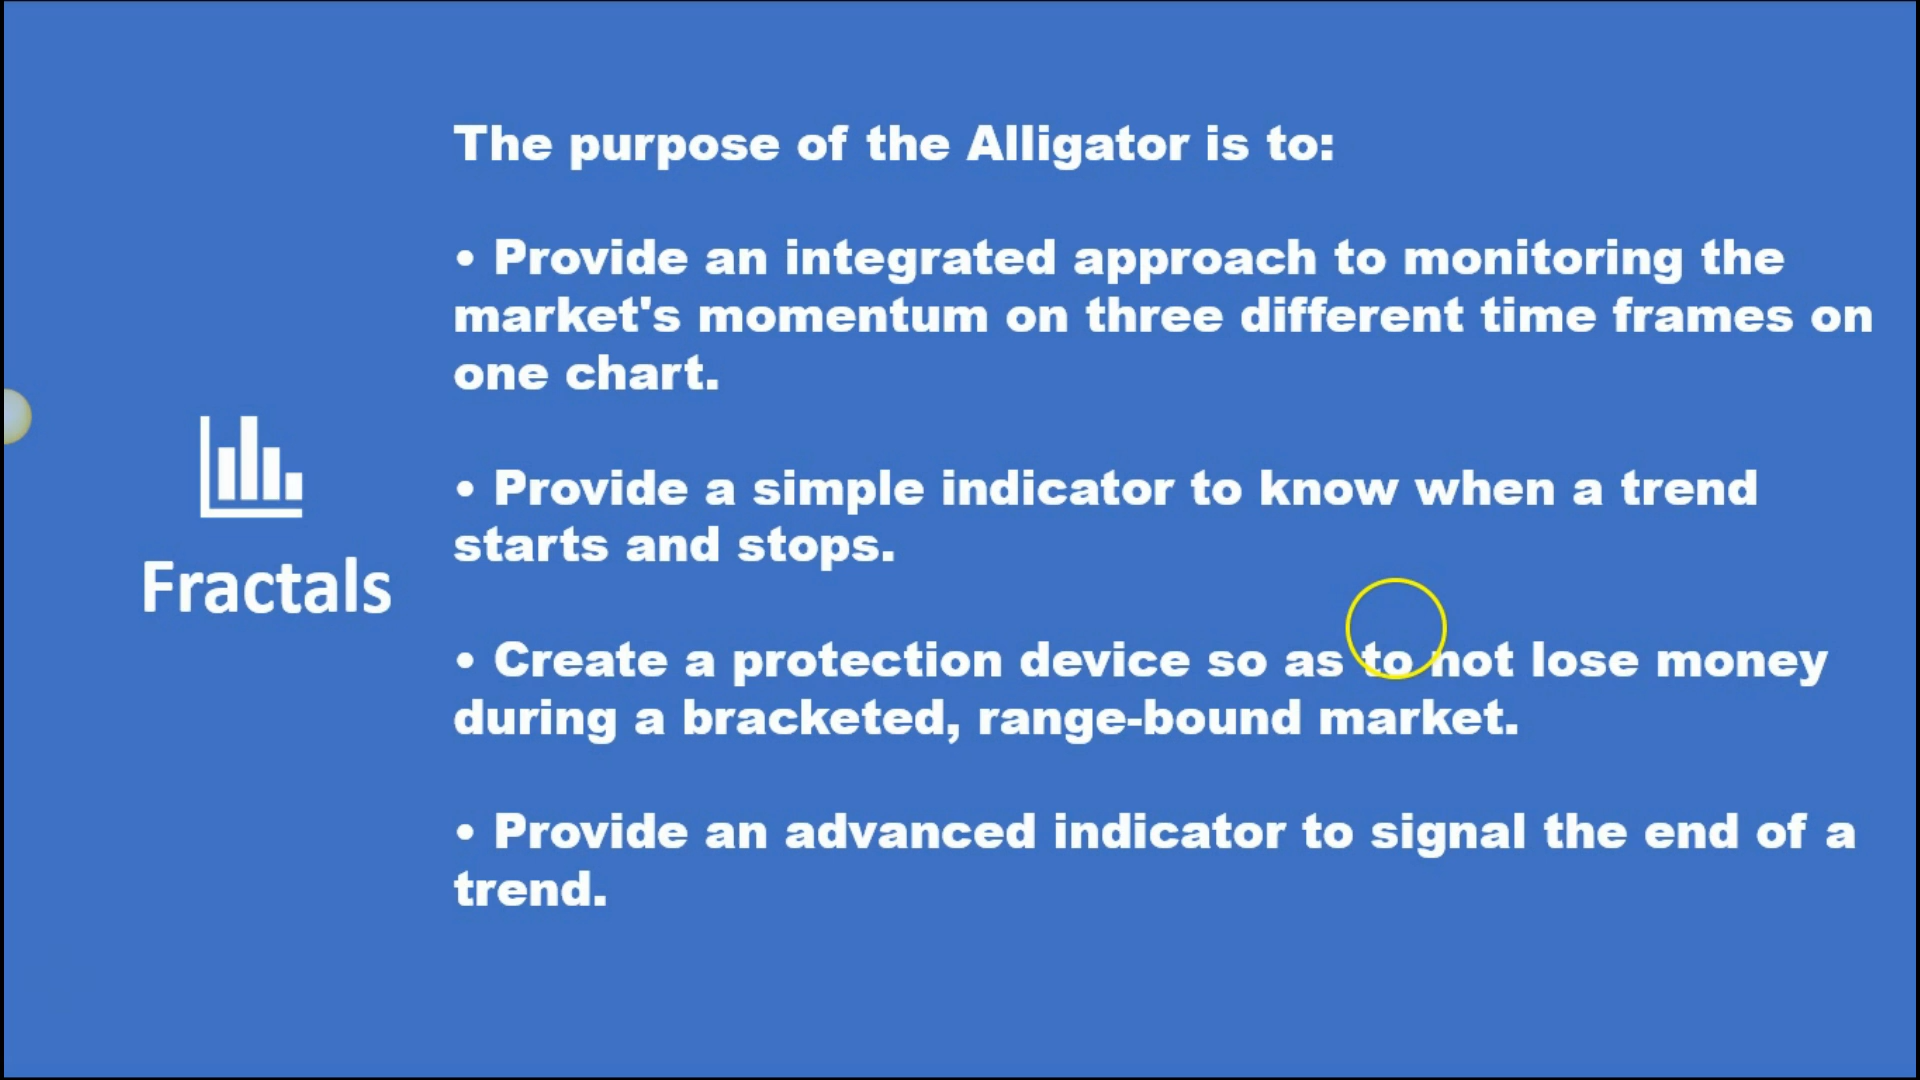 The purpose of the Alligator is to:
• Provide an integrated approach to monitoring the
market's momentum on three different time frames on
one chart.
• Provide a simple indicator to know when a trend
starts and stops.
Fractals
• Create a protection device so as to not lose money
during a bracketed, range-bound market.
• Provide an advanced indicator to signal the end of a
trend.